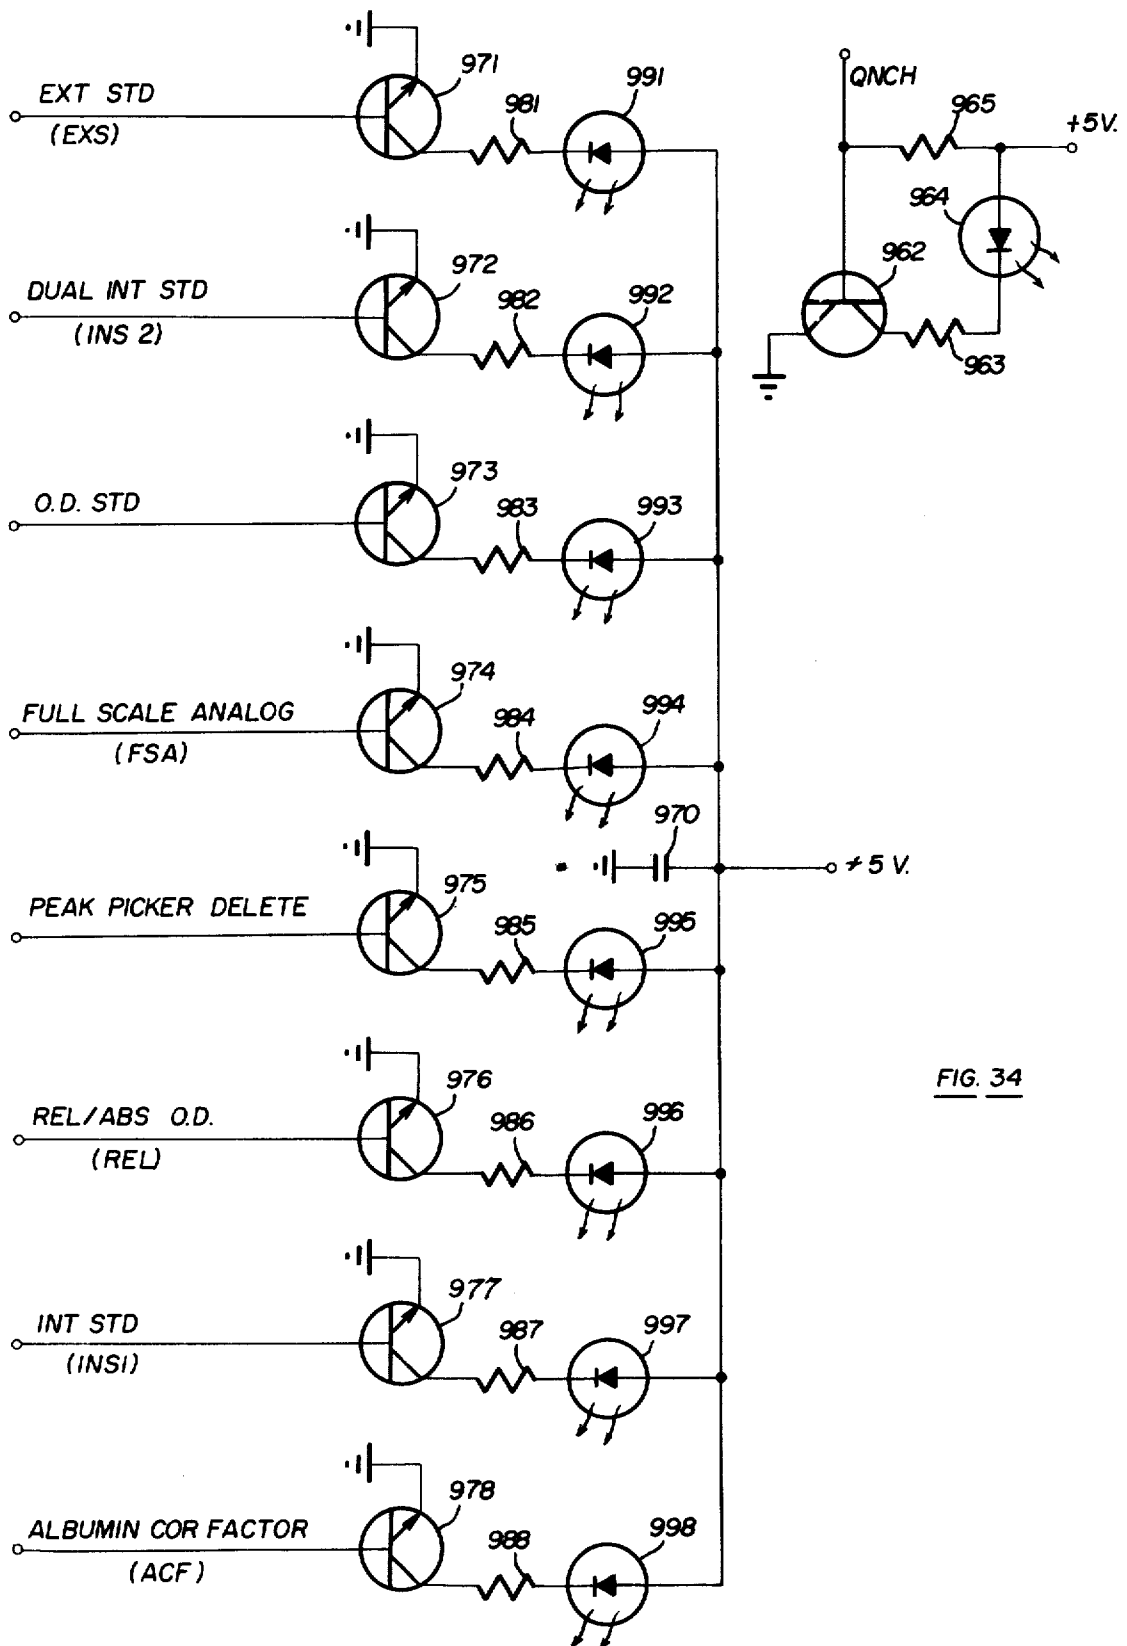 971
EXT STD
(EXS)
981
991
QNCH
965
+5V.
964
962
963
DUAL INT STD
(INS 2)
972
982
992
O.D. STD
973
983
993
FULL SCALE ANALOG
(FSA)
974
984
994
970
+5 V.
PEAK PICKER DELETE
975
985
995
REL/ABS O.D.
(REL)
976
986
996
FIG. 34
INT STD
(INS1)
977
987
997
ALBUMIN COR FACTOR
(ACF)
978
988
998